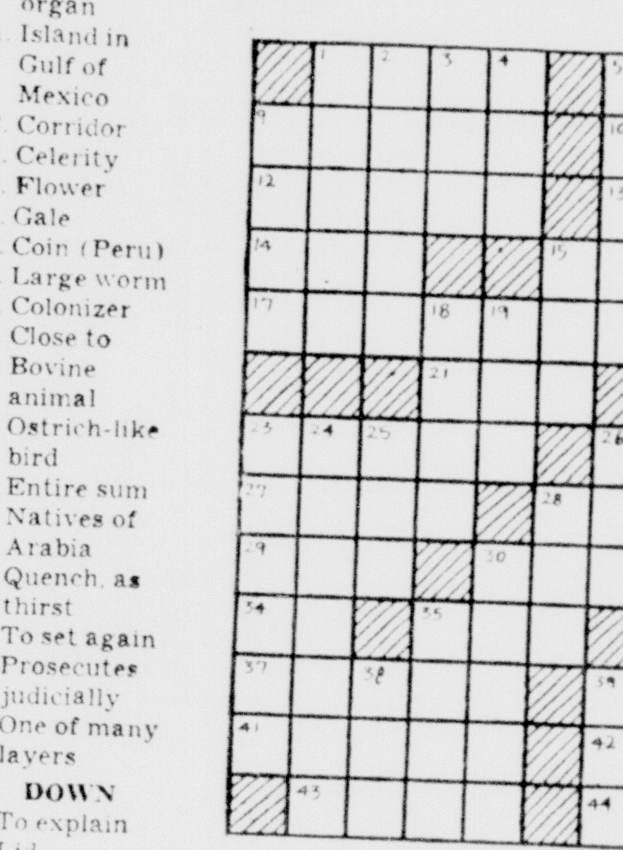 organ
Island in
Gulf of
Mexico
Corridor
Celerity
Flower
Gale
Coin (Peru)
Large worm
Colonizer
Close to
Bovine
animal
Ostrich-like
bird
Entire sum
Natives of
Arabia
Quench, as
thirst
To set again
Prosecutes
judicially
One of many
layers
DOWN
To explain
Lid
1 2 3 4 5
9 10
12 13
14 15
17 18 19
21
23 24 25 26
27 28
29 30
34 35
37 38 39
41 42
43 44